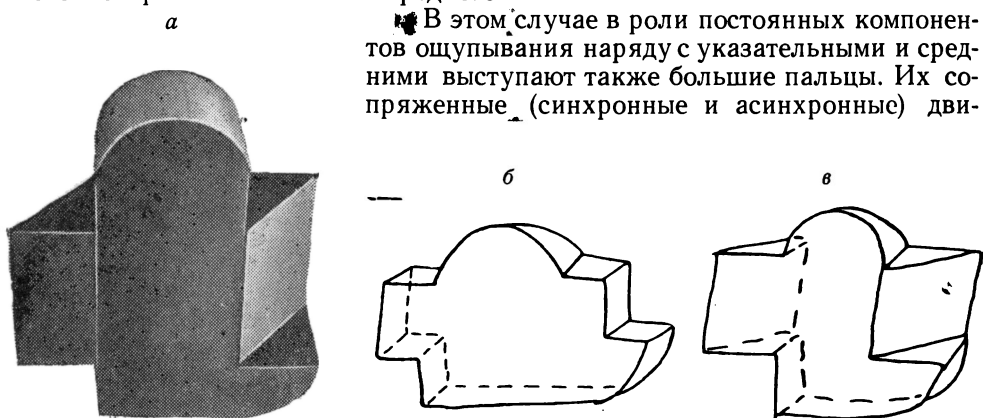 а
В этом случае в роли постоянных компонен-
тов ощупывания наряду с указательными и сред-
ними выступают также большие пальцы. Их со-
пряженные (синхронные и асинхронные) дви-
б
в